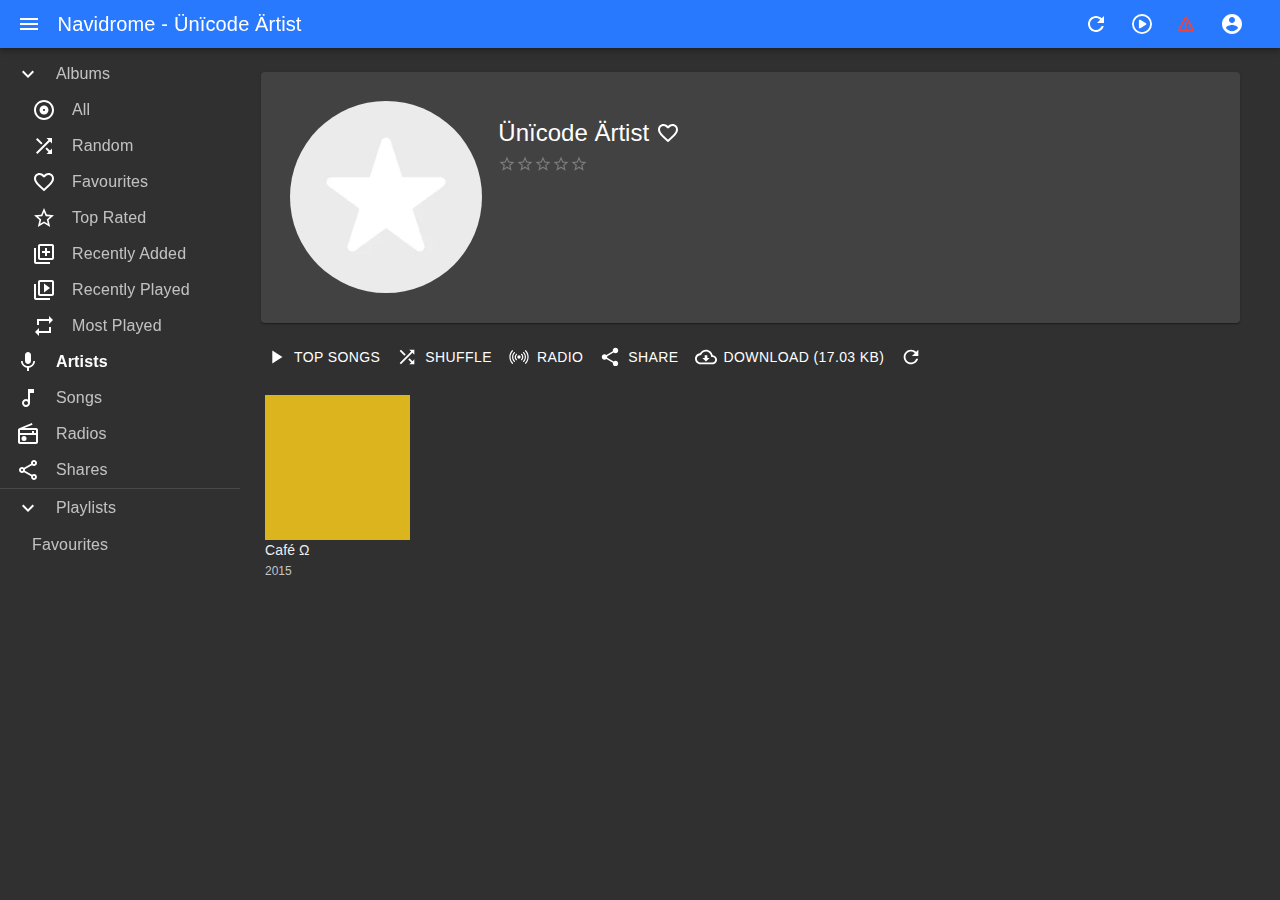 Navidrome - Ünïcode Ärtist
Albums
All
Random
Favourites
Top Rated
Recently Added
Recently Played
Most Played
Artists
Songs
Radios
Shares
Playlists
Favourites
Ünïcode Ärtist
TOP SONGS SHUFFLE RADIO SHARE DOWNLOAD (17.03 KB)
Café Ω
2015